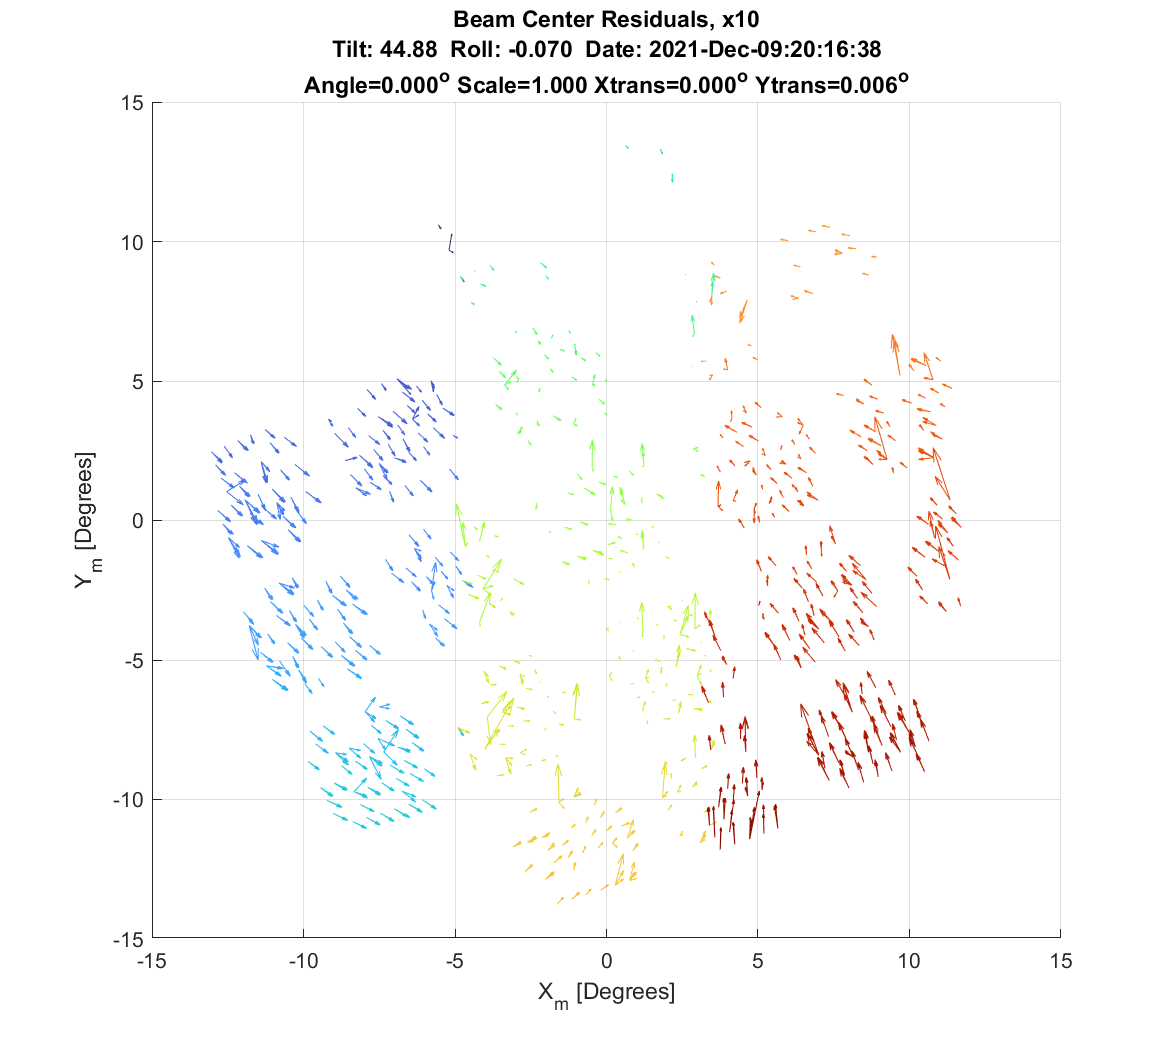 Beam Center Residuals, x10
Tilt: 44.88 Roll: -0.070 Date: 2021-Dec-09:20:16:38
Angle=0.000° Scale=1.000 Xtrans=0.000° Ytrans=0.006°
15
10
5
0
-5
-10
-15
Y_m [Degrees]
-15 -10 -5 0 5 10 15
X_m [Degrees]